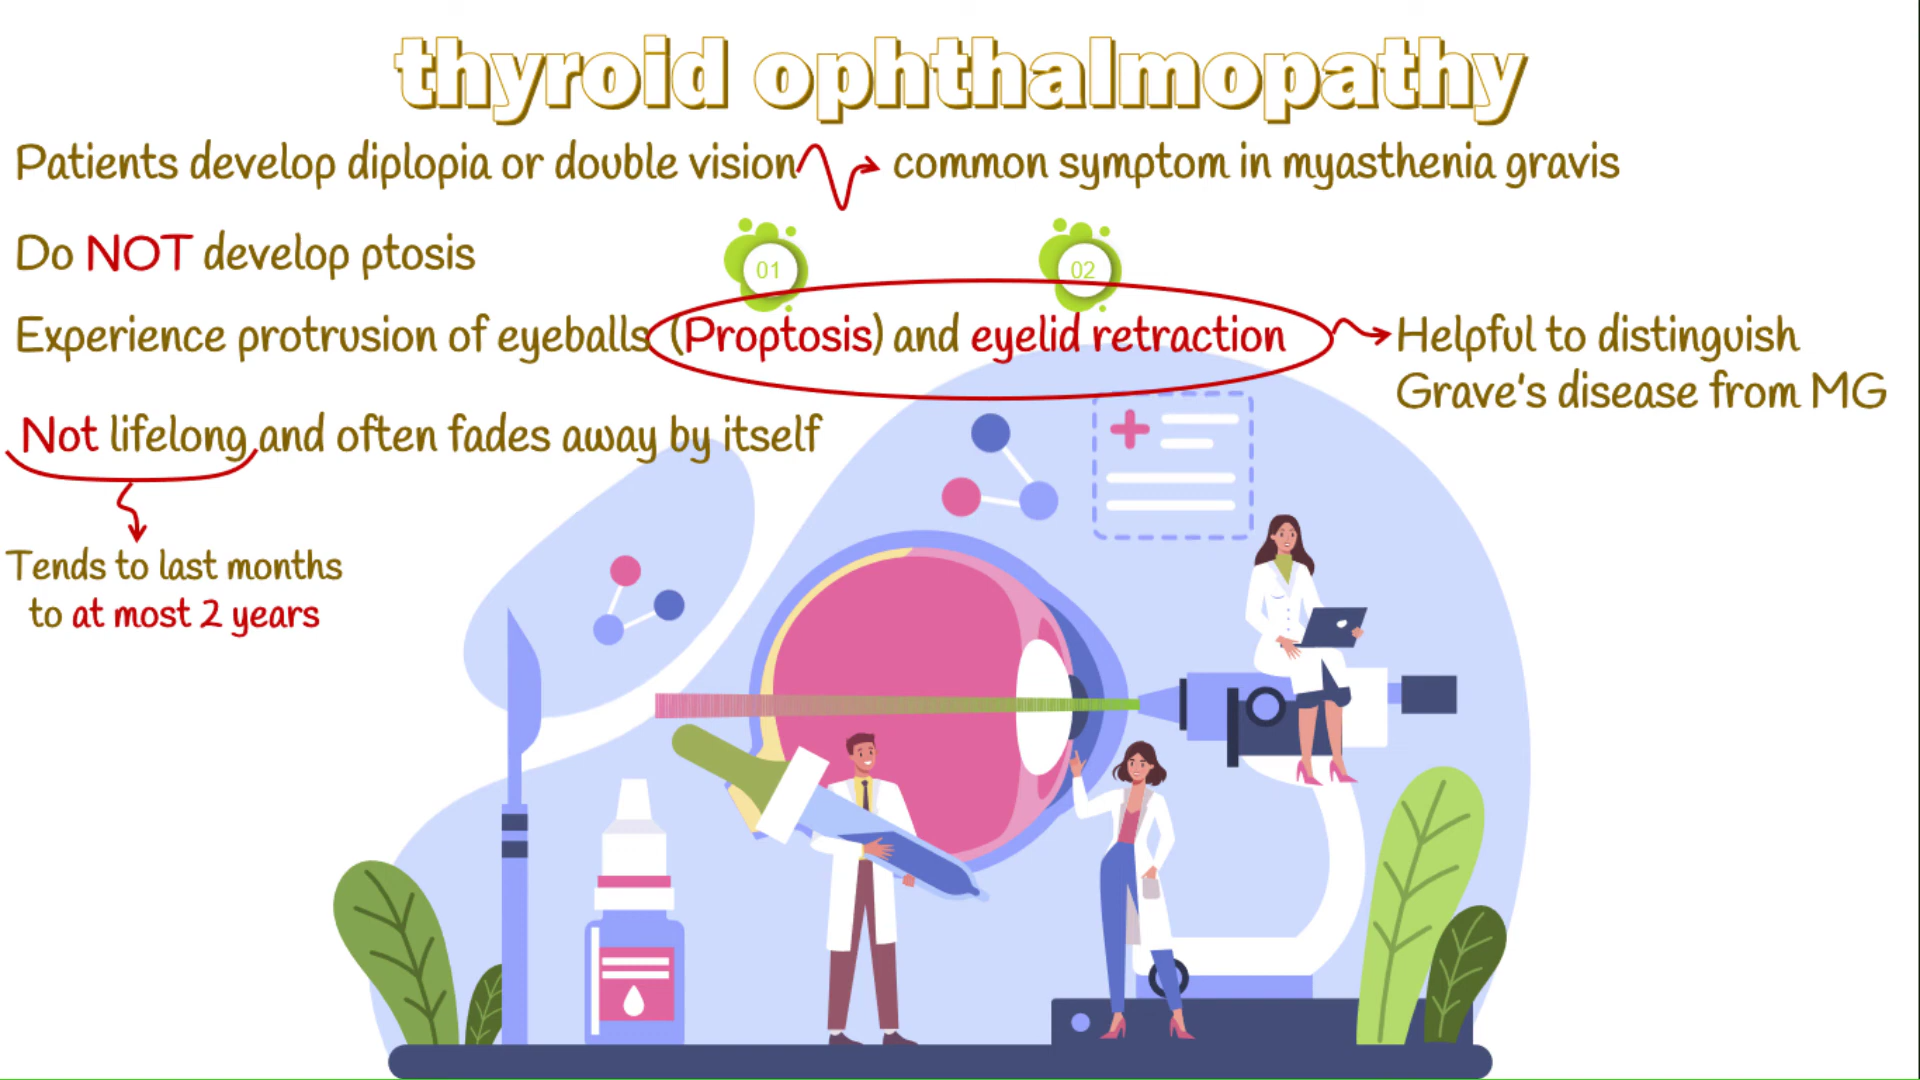 thyroid ophthalmopathy
Patients develop diplopia or double vision
common symptom in myasthenia gravis
Do NOT develop ptosis
01
02
Experience protrusion of eyeballs (Proptosis) and eyelid retraction
Helpful to distinguish
Grave's disease from MG
Not lifelong and often fades away by itself
Tends to last months
to at most 2 years